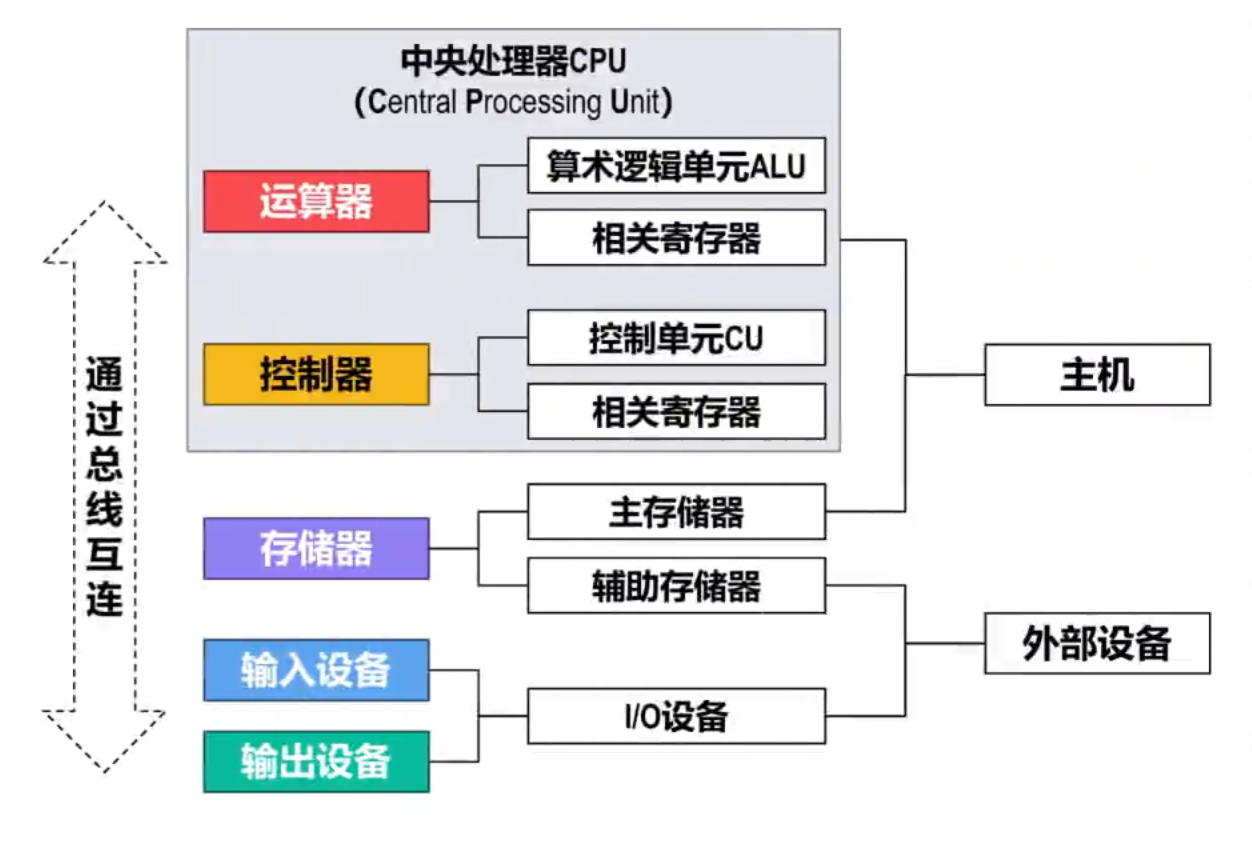 中央处理器CPU
(Central Processing Unit)
运算器
算术逻辑单元ALU
相关寄存器
控制器
控制单元CU
相关寄存器
主机
通过总线互连
存储器
主存储器
辅助存储器
外部设备
输入设备
I/O设备
输出设备